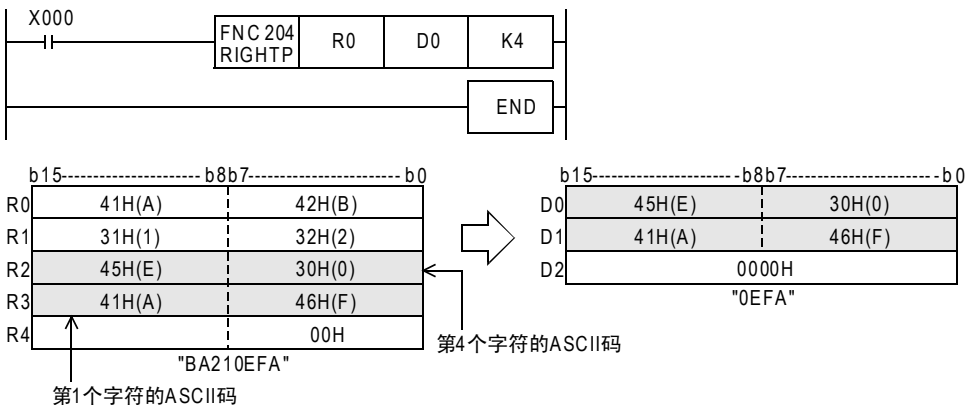 X000
FNC 204 RIGHTP R0 D0 K4
END
b15 b8b7 b0
R0 41H(A) 42H(B)
R1 31H(1) 32H(2)
R2 45H(E) 30H(0)
R3 41H(A) 46H(F)
R4 00H
"BA210EFA"
第1个字符的ASCII码
第4个字符的ASCII码
b15 b8b7 b0
D0 45H(E) 30H(0)
D1 41H(A) 46H(F)
D2 0000H
"0EFA"